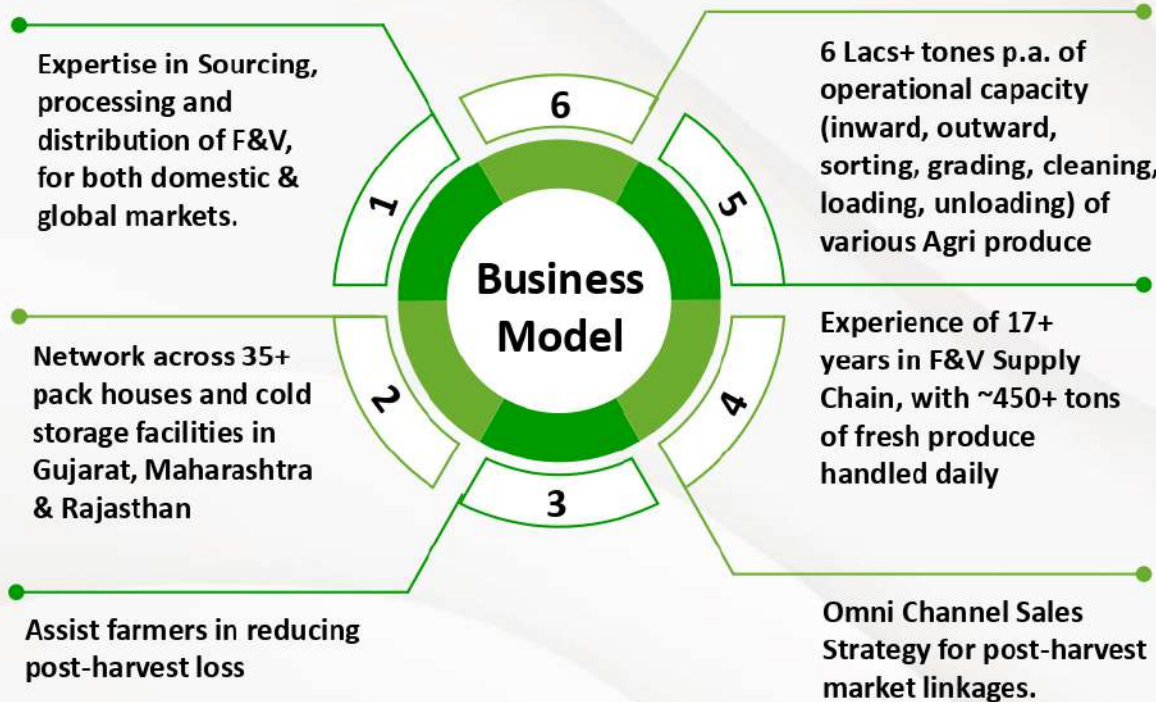 Expertise in Sourcing,
processing and
distribution of F&V,
for both domestic &
global markets.
1
Network across 35+
pack houses and cold
storage facilities in
Gujarat, Maharashtra
& Rajasthan
2
Assist farmers in reducing
post-harvest loss
3
Business
Model
6
6 Lacs+ tones p.a. of
operational capacity
(inward, outward,
sorting, grading, cleaning,
loading, unloading) of
various Agri produce
5
Experience of 17+
years in F&V Supply
Chain, with ~450+ tons
of fresh produce
handled daily
4
Omni Channel Sales
Strategy for post-harvest
market linkages.